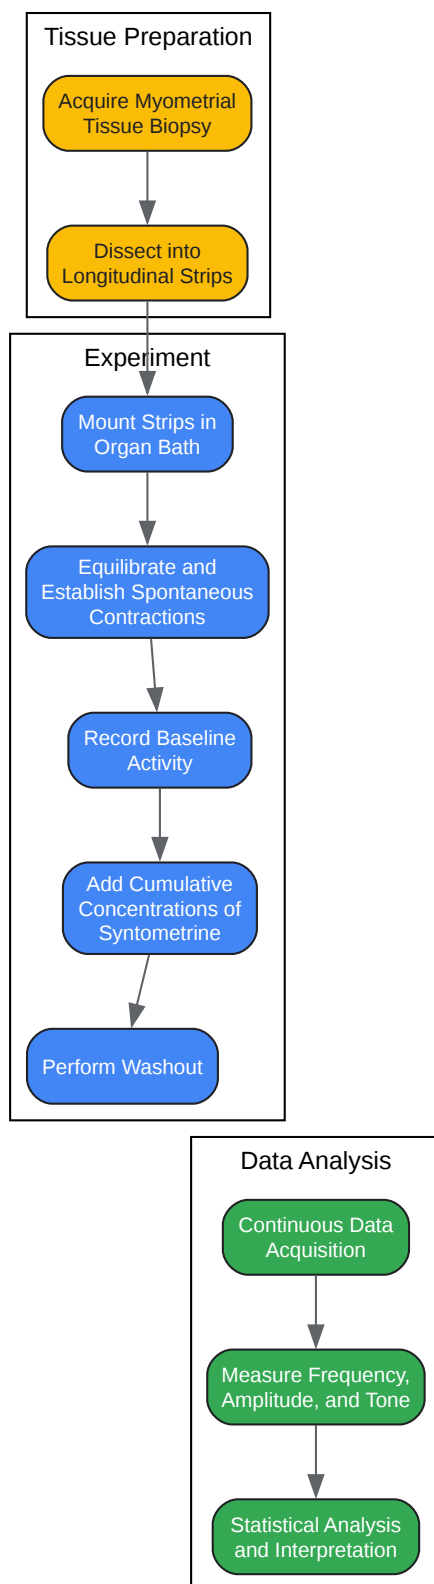 Tissue Preparation
Acquire Myometrial
Tissue Biopsy
Dissect into
Longitudinal Strips
Experiment
Mount Strips in
Organ Bath
Equilibrate and
Establish Spontaneous
Contractions
Record Baseline
Activity
Add Cumulative
Concentrations of
Syntometrine
Perform Washout
Data Analysis
Continuous Data
Acquisition
Measure Frequency,
Amplitude, and Tone
Statistical Analysis
and Interpretation